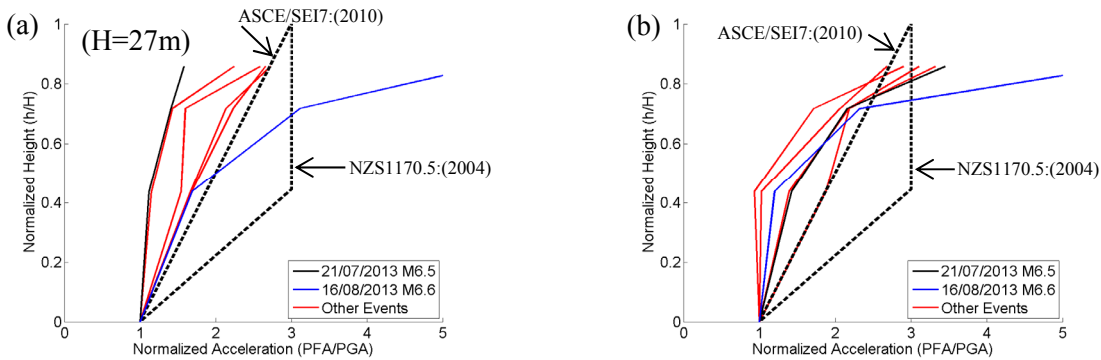 (a)
(H=27m)
ASCE/SEI7:(2010)
NZS1170.5:(2004)
Normalized Height (h/H)
1
0.8
0.6
0.4
0.2
0
0
1
2
3
4
5
21/07/2013 M6.5
16/08/2013 M6.6
Other Events
Normalized Acceleration (PFA/PGA)
(b)
ASCE/SEI7:(2010)
NZS1170.5:(2004)
Normalized Height (h/H)
1
0.8
0.6
0.4
0.2
0
0
1
2
3
4
5
21/07/2013 M6.5
16/08/2013 M6.6
Other Events
Normalized Acceleration (PFA/PGA)